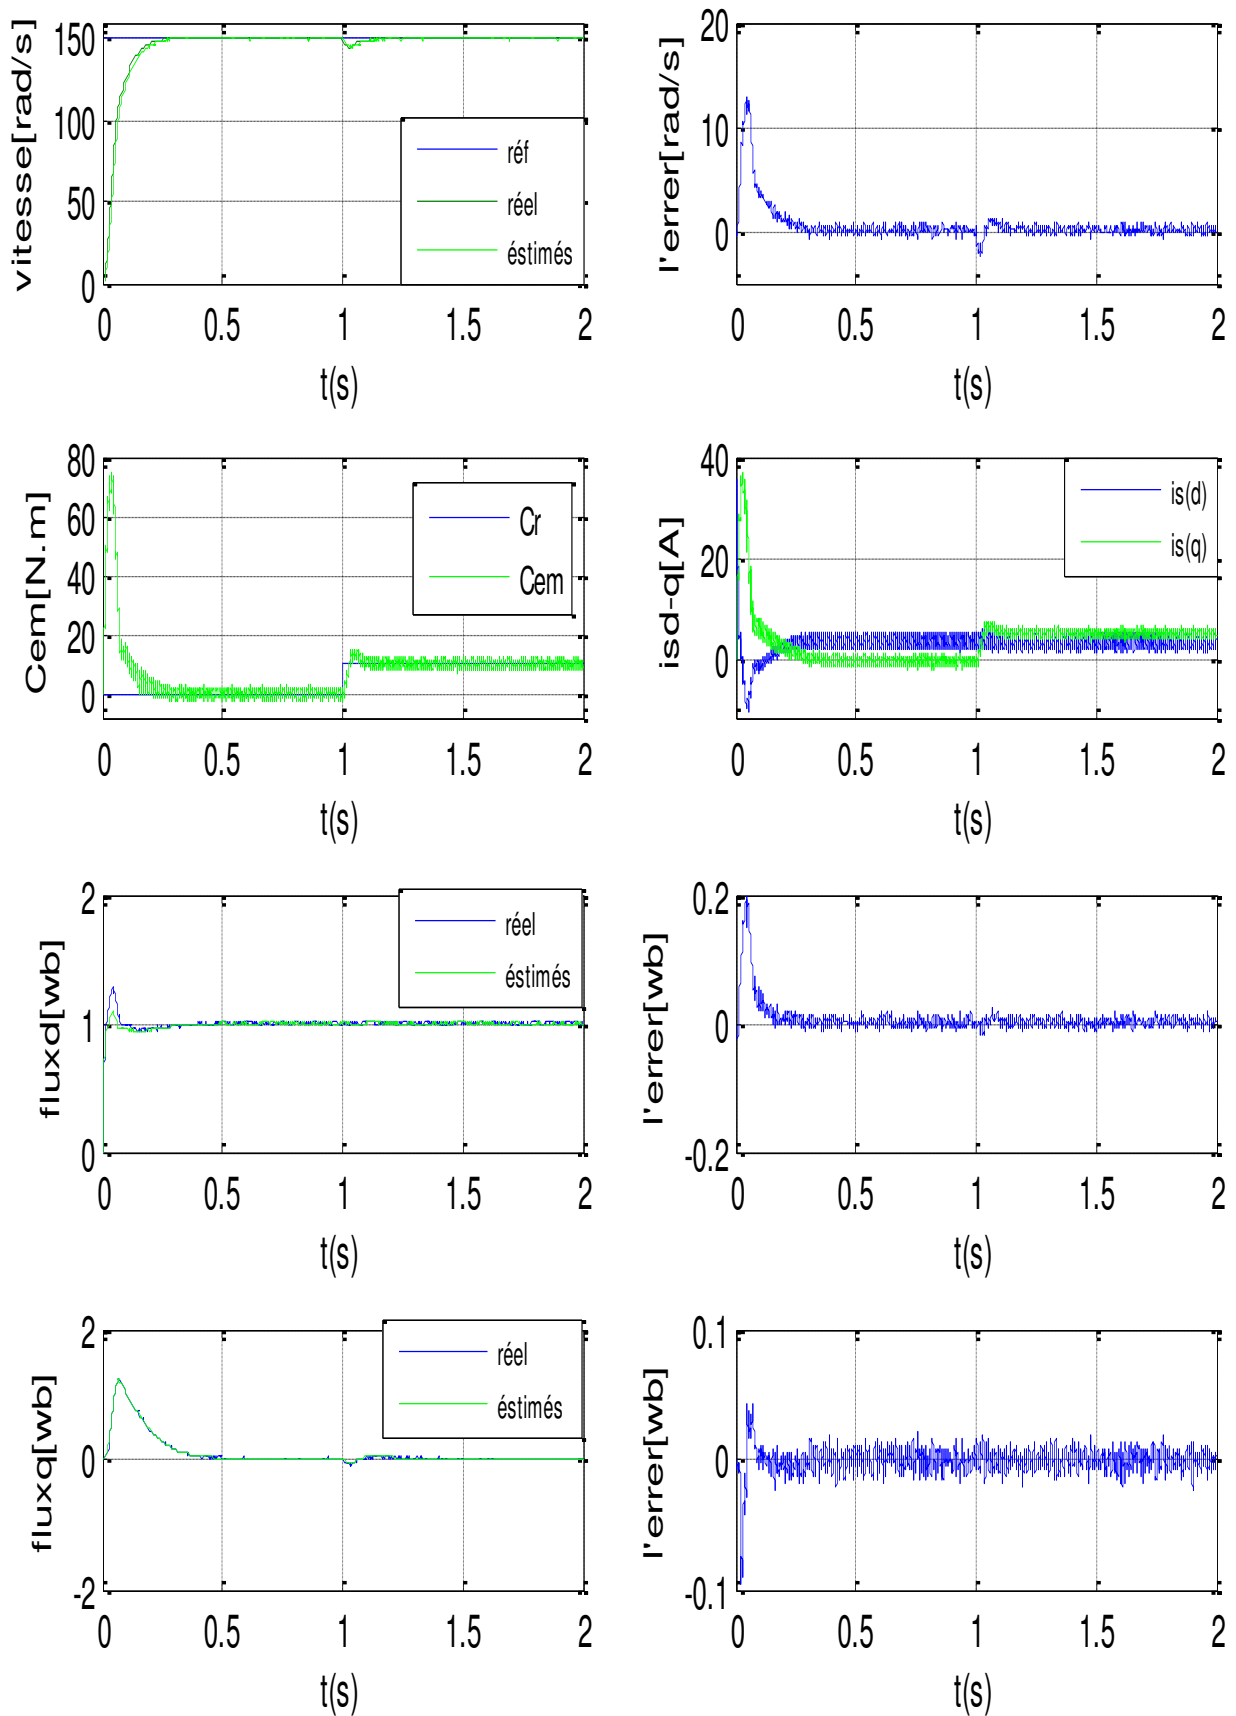 vitesse[rad/s]
150
100
50
0
réf
réel
éstimés
0 0.5 1 1.5 2
t(s)
l'errer[rad/s]
20
10
0
0 0.5 1 1.5 2
t(s)
Cem[N.m]
80
60
40
20
0
Cr
Cem
0 0.5 1 1.5 2
t(s)
isd-q[A]
40
20
0
is(d)
is(q)
0 0.5 1 1.5 2
t(s)
fluxd[wb]
2
1
0
réel
éstimés
0 0.5 1 1.5 2
t(s)
l'errer[wb]
0.2
0
-0.2
0 0.5 1 1.5 2
t(s)
fluxq[wb]
2
0
-2
réel
éstimés
0 0.5 1 1.5 2
t(s)
l'errer[wb]
0.1
0
-0.1
0 0.5 1 1.5 2
t(s)